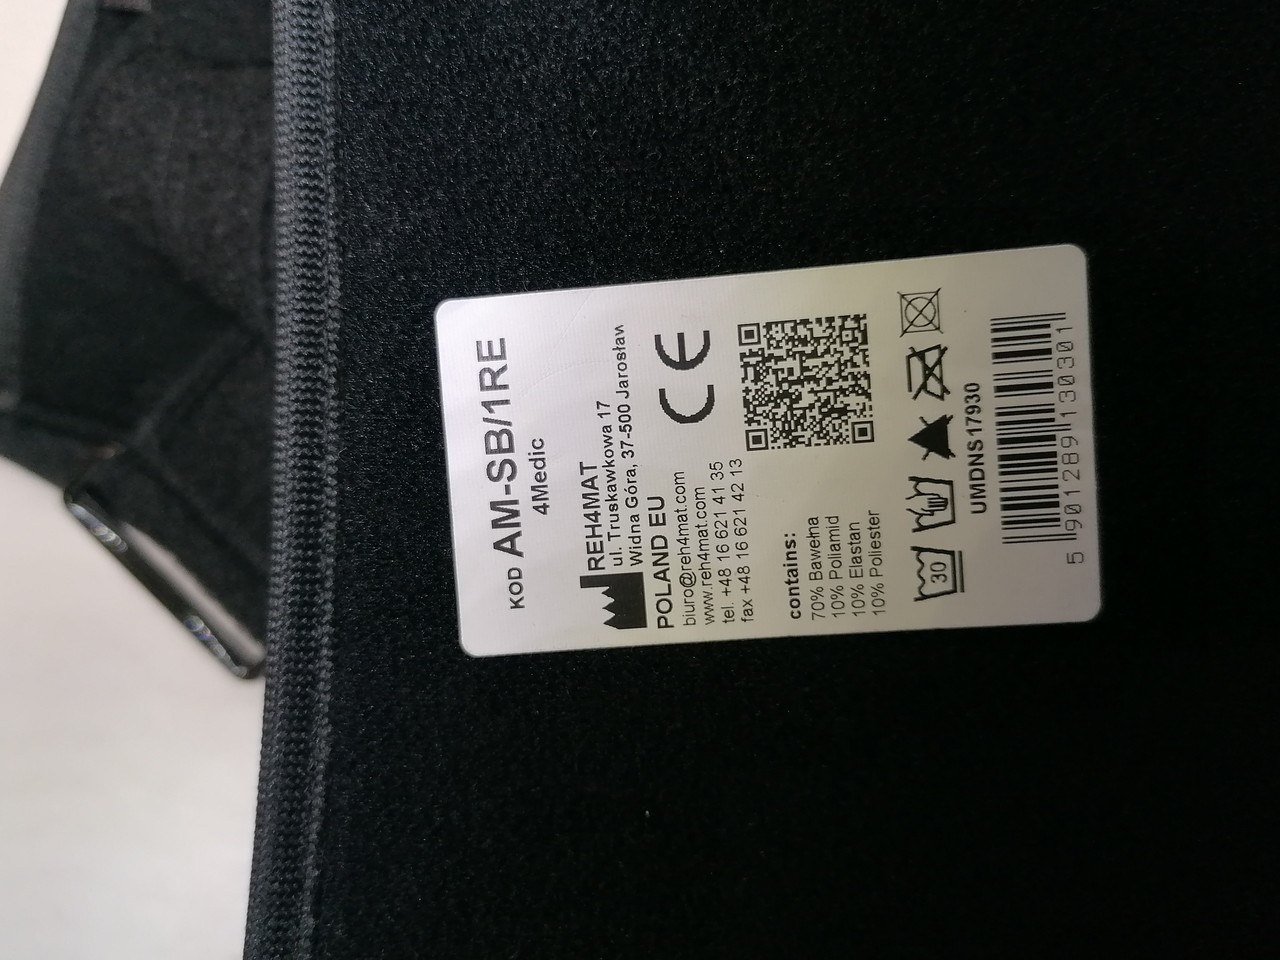 KOD AM-SB/1RE
4Medic
REH4MAT
ul. Truskawkowa 17
Widna Góra, 37-500 Jarosław
POLAND EU
biuro@reh4mat.com
www.reh4mat.com
tel. +48 16 621 41 35
fax +48 16 621 42 13
CE
contains:
70% Bawełna
10% Poliamid
10% Elastan
10% Poliester
30
UMDNS17930
5 901289 130301